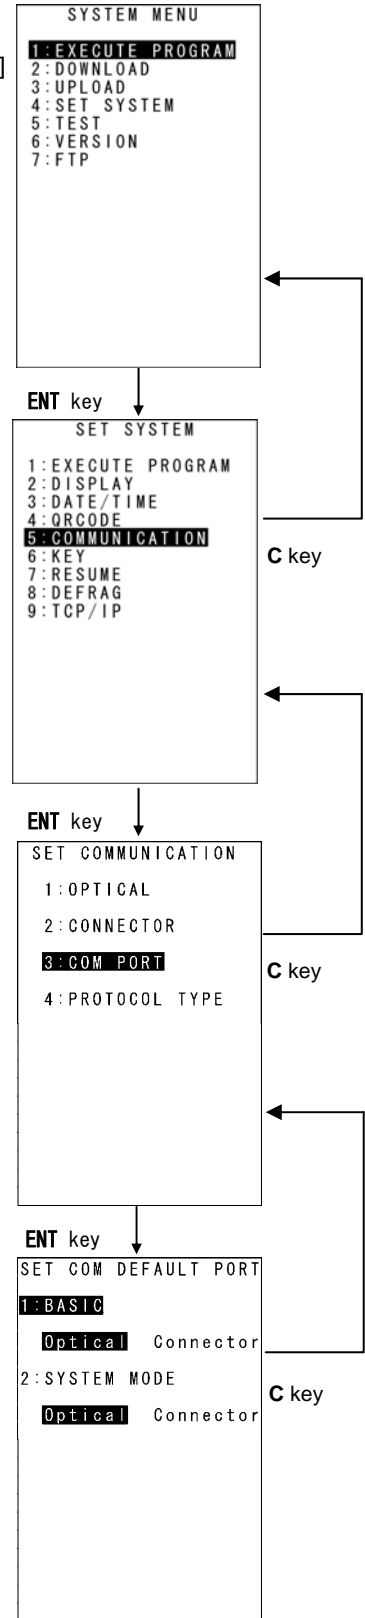 SYSTEM MENU
1:EXECUTE PROGRAM
]
2:DOWNLOAD
3:UPLOAD
4:SET SYSTEM
5:TEST
6:VERSION
7:FTP
ENT key
SET SYSTEM
1:EXECUTE PROGRAM
2:DISPLAY
3:DATE/TIME
4:QRCODE
5:COMMUNICATION
6:KEY
7:RESUME
8:DEFRAG
9:TCP/IP
C key
ENT key
SET COMMUNICATION
1:OPTICAL
2:CONNECTOR
3:COM PORT
4:PROTOCOL TYPE
C key
ENT key
SET COM DEFAULT PORT
1:BASIC
Optical Connector
2:SYSTEM MODE
Optical Connector
C key